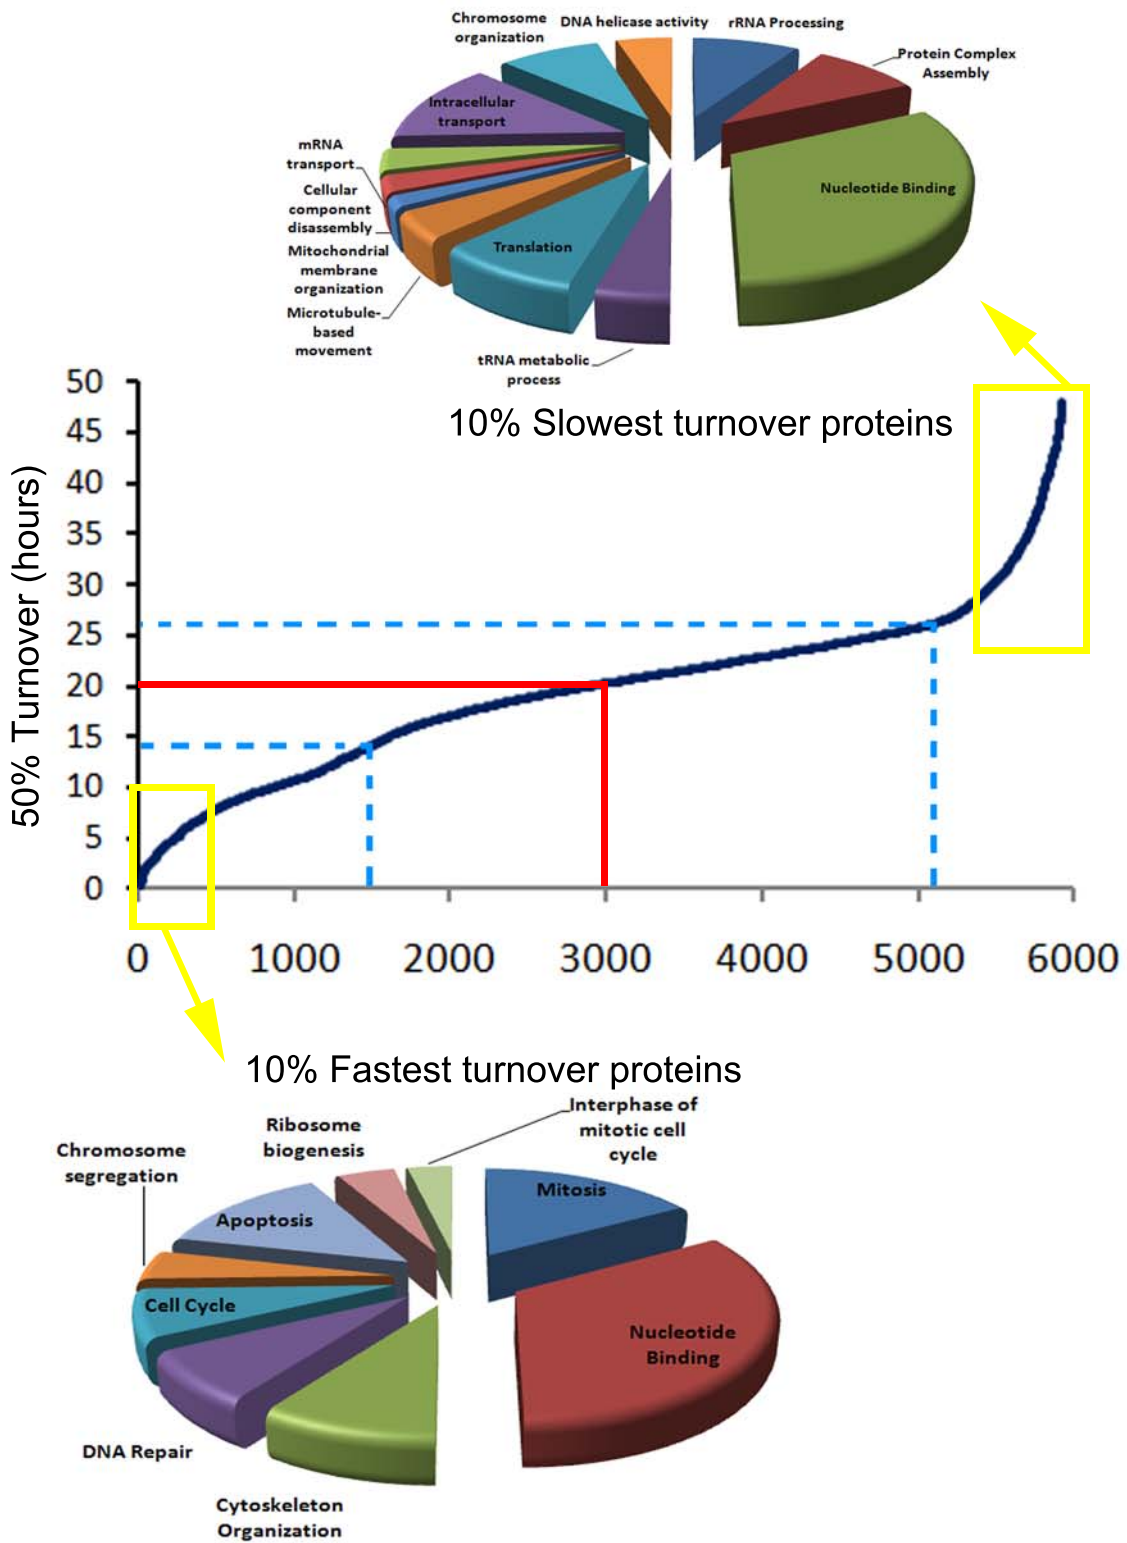 Chromosome
organization
DNA helicase activity
rRNA Processing
Protein Complex
Assembly
Intracellular
transport
mRNA
transport
Cellular
component
disassembly
Mitochondrial
membrane
organization
Microtubule-
based
movement
Nucleotide Binding
Translation
tRNA metabolic
process
10% Slowest turnover proteins
50% Turnover (hours)
50
45
40
35
30
25
20
15
10
5
0
0 1000 2000 3000 4000 5000 6000
10% Fastest turnover proteins
Interphase of
mitotic cell
cycle
Ribosome
biogenesis
Chromosome
segregation
Mitosis
Apoptosis
Cell Cycle
Nucleotide
Binding
DNA Repair
Cytoskeleton
Organization